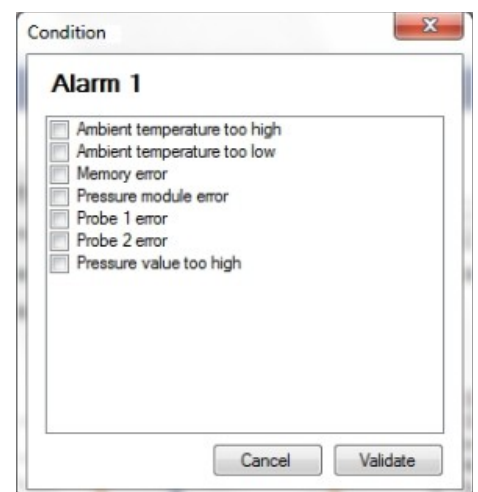 Condition
Alarm 1
Ambient temperature too high
Ambient temperature too low
Memory error
Pressure module error
Probe 1 error
Probe 2 error
Pressure value too high
Cancel Validate